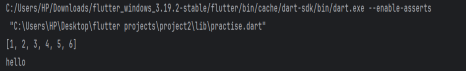 C:/Users/HP/Downloads/flutter_windows_3.19.2-stable/flutter/bin/cache/dart-sdk/bin/dart.exe --enable-asserts
"C:\Users\HP\Desktop\flutter projects\project2\lib\practise.dart"
[1, 2, 3, 4, 5, 6]
hello